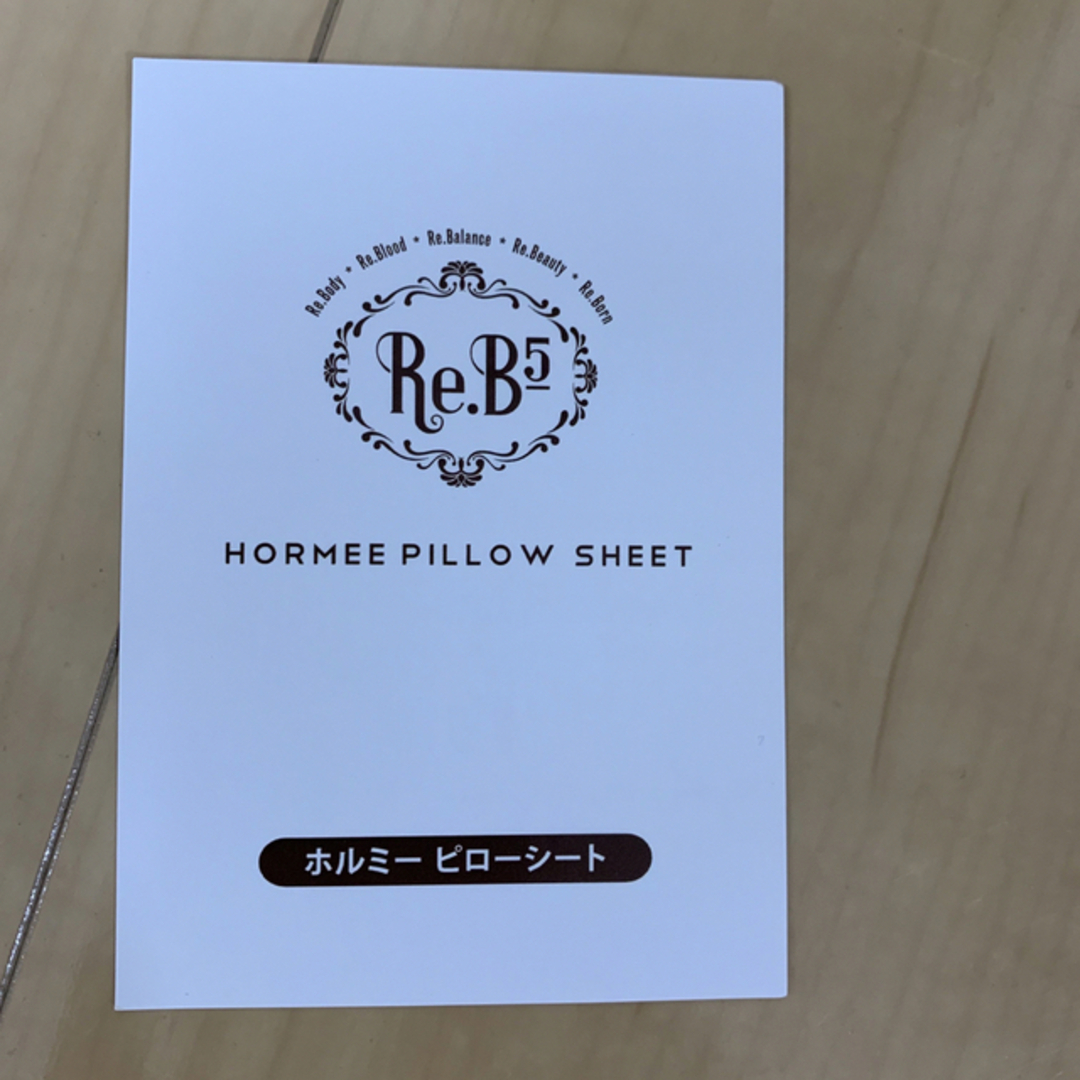 Re.Body * Re.Blood * Re.Balance * Re.Beauty * Re.Born
Re.B5
HORMEE PILLOW SHEET
ホルミー ピローシート